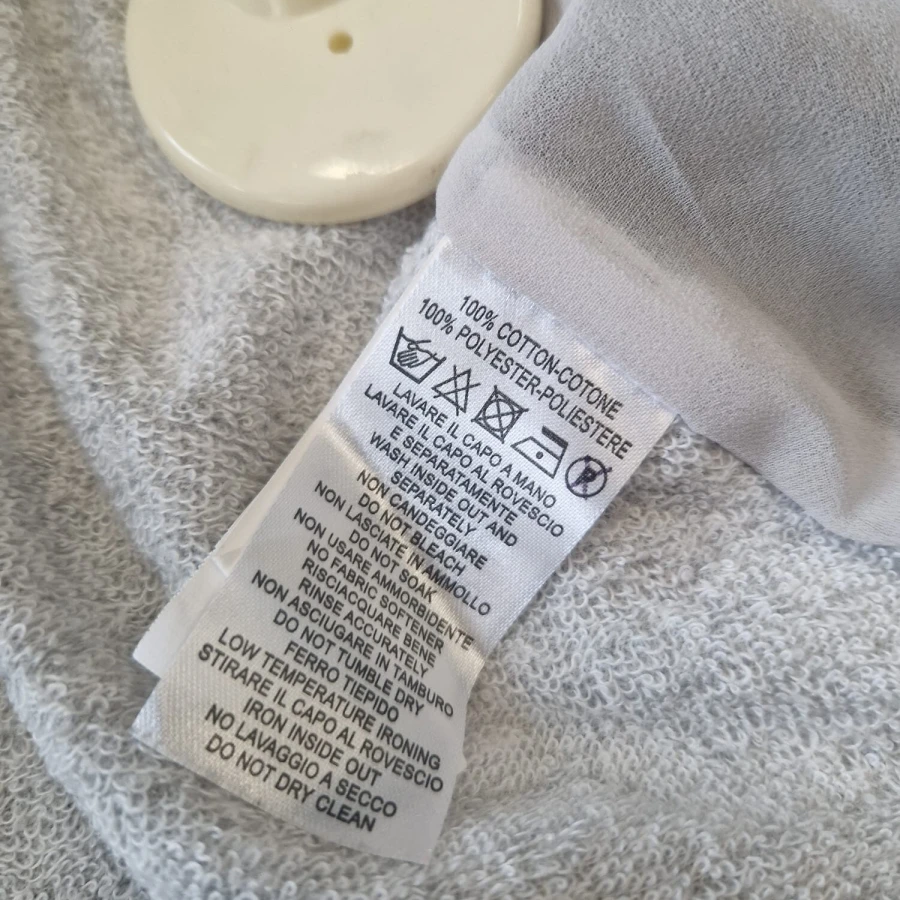 100% COTTON-COTONE
100% POLYESTER-POLIESTERE
LAVARE IL CAPO A MANO
LAVARE IL CAPO AL ROVESCIO
E SEPARATAMENTE
WASH INSIDE OUT AND
SEPARATELY
NON CANDEGGIARE
DO NOT BLEACH
NON LASCIATE IN AMMOLLO
DO NOT SOAK
NON USARE AMMORBIDENTE
NO FABRIC SOFTENER
RISCIACQUARE BENE
RINSE ACCURATELY
NON ASCIUGARE IN TAMBURO
DO NOT TUMBLE DRY
FERRO TIEPIDO
LOW TEMPERATURE IRONING
STIRARE IL CAPO AL ROVESCIO
IRON INSIDE OUT
NO LAVAGGIO A SECCO
DO NOT DRY CLEAN